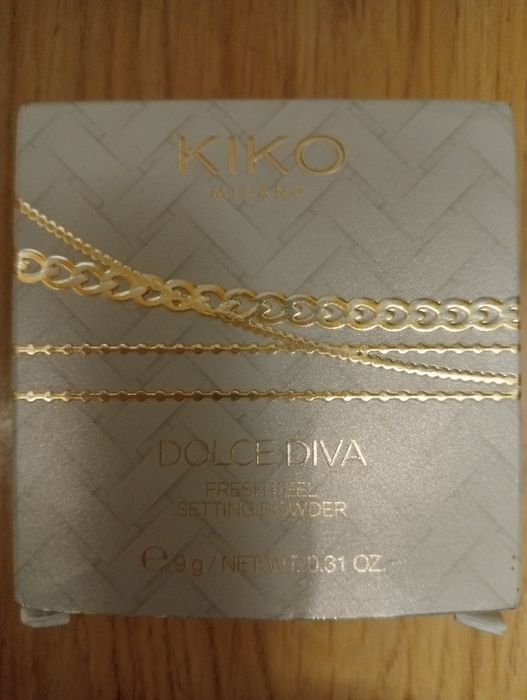 KIKO
MILANO
DOLCE DIVA
FRESH FEEL
SETTING POWDER
℮ 9 g / NET WT. 0.31 OZ.